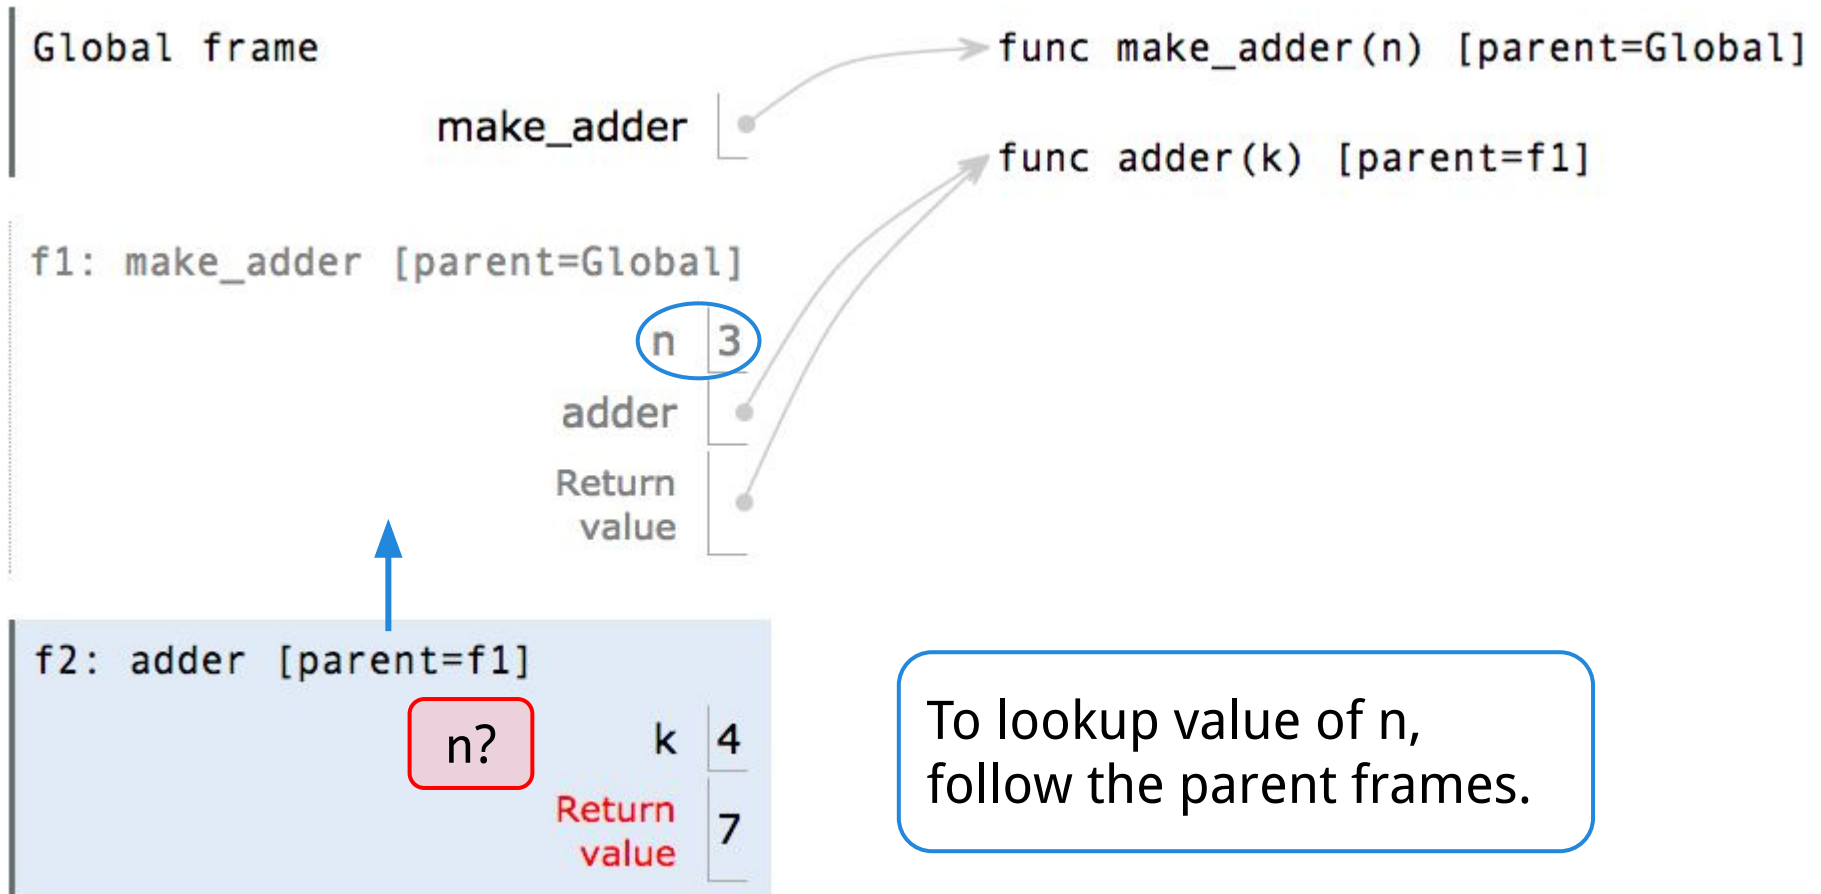 Global frame
make_adder
func make_adder(n) [parent=Global]
func adder(k) [parent=f1]
f1: make_adder [parent=Global]
n 3
adder
Return
value
f2: adder [parent=f1]
n?
k 4
Return
value
7
To lookup value of n,
follow the parent frames.